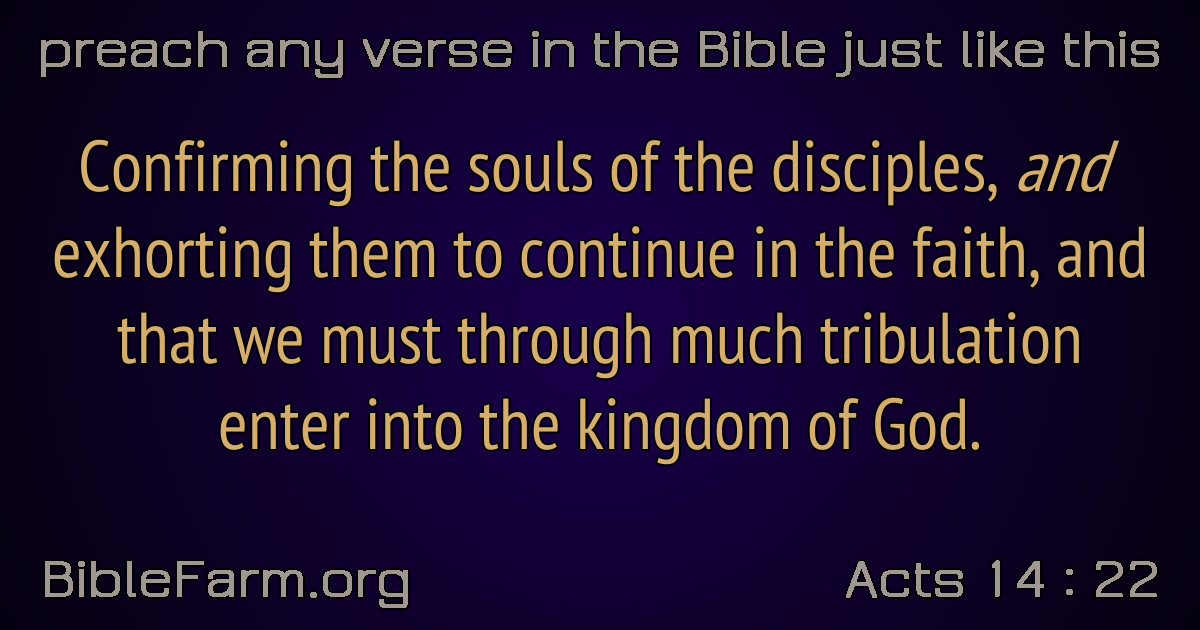 preach any verse in the Bible just like this
Confirming the souls of the disciples, and
exhorting them to continue in the faith, and
that we must through much tribulation
enter into the kingdom of God.
BibleFarm.org
Acts 14 : 22